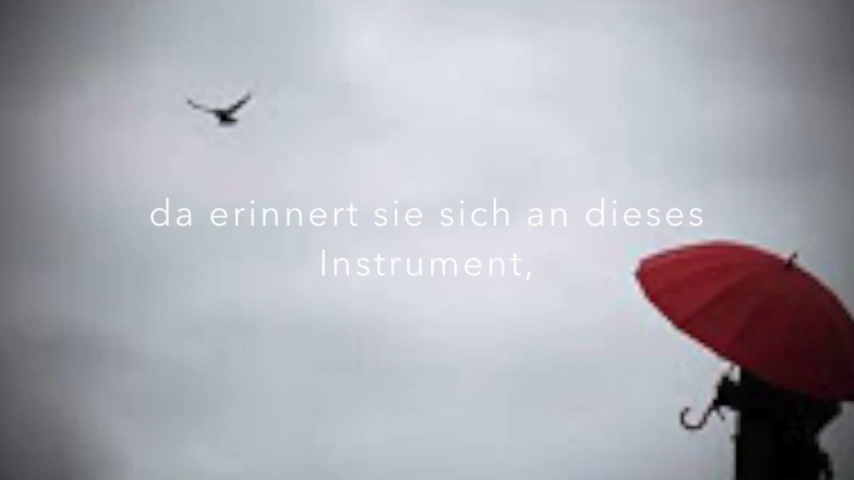 da erinnert sie sich an dieses
Instrument,